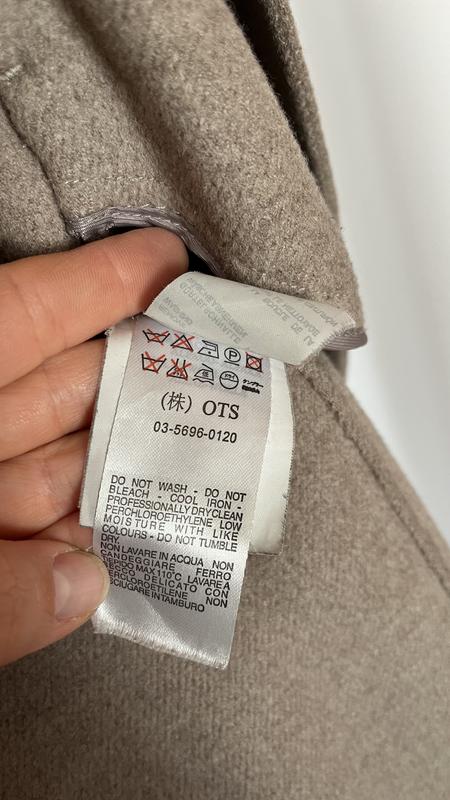 P
(株) OTS
03-5696-0120
DO NOT WASH - DO NOT
BLEACH - COOL IRON -
PROFESSIONALLY DRY CLEAN
PERCHLOROETHYLENE LOW
MOISTURE WITH LIKE
COLOURS - DO NOT TUMBLE
DRY.
NON LAVARE IN ACQUA NON
CANDEGGIARE FERRO
TIEPIDO MAX 110°C LAVARE A
SECCO DELICATO CON
PERCLOROETILENE NON
ASCIUGARE IN TAMBURO